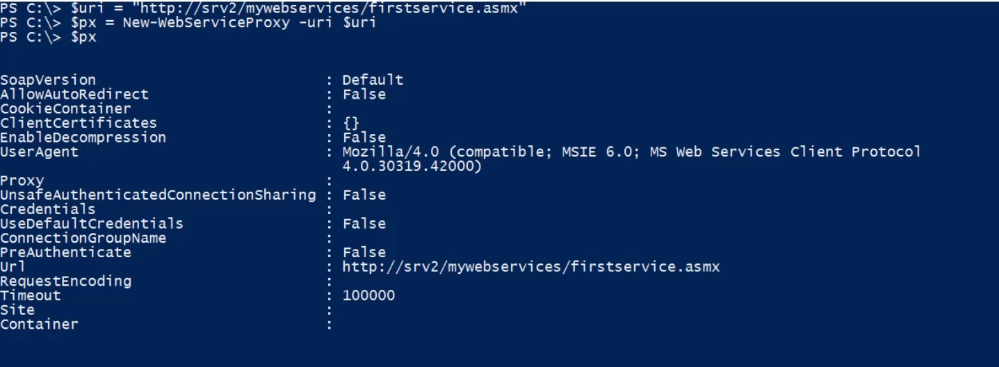 PS C:\> $uri = "http://srv2/mywebservices/firstservice.asmx"
PS C:\> $px = New-WebServiceProxy -uri $uri
PS C:\> $px
SoapVersion : Default
AllowAutoRedirect : False
CookieContainer :
ClientCertificates : {}
EnableDecompression : False
UserAgent : Mozilla/4.0 (compatible; MSIE 6.0; MS Web Services Client Protocol
4.0.30319.42000)
Proxy :
UnsafeAuthenticatedConnectionSharing : False
Credentials :
UseDefaultCredentials : False
ConnectionGroupName :
PreAuthenticate : False
Url : http://srv2/mywebservices/firstservice.asmx
RequestEncoding :
Timeout : 100000
Site :
Container :